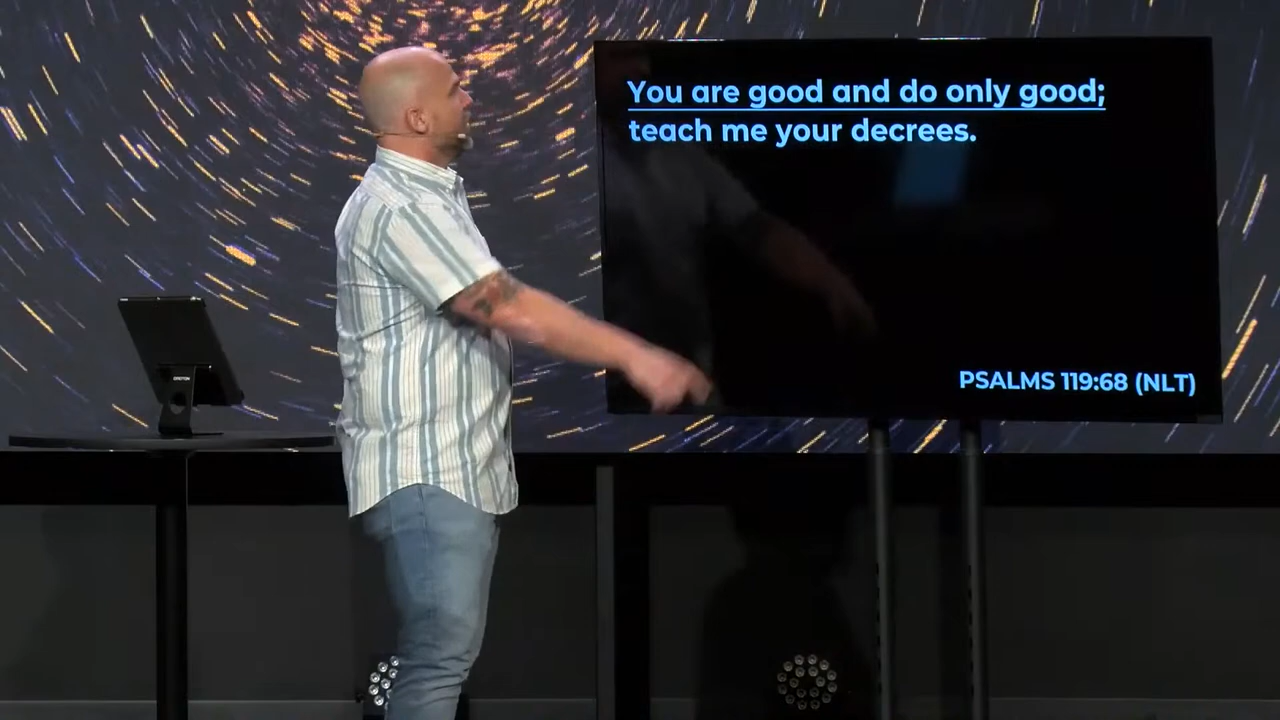 You are good and do only good;
teach me your decrees.
PSALMS 119:68 (NLT)